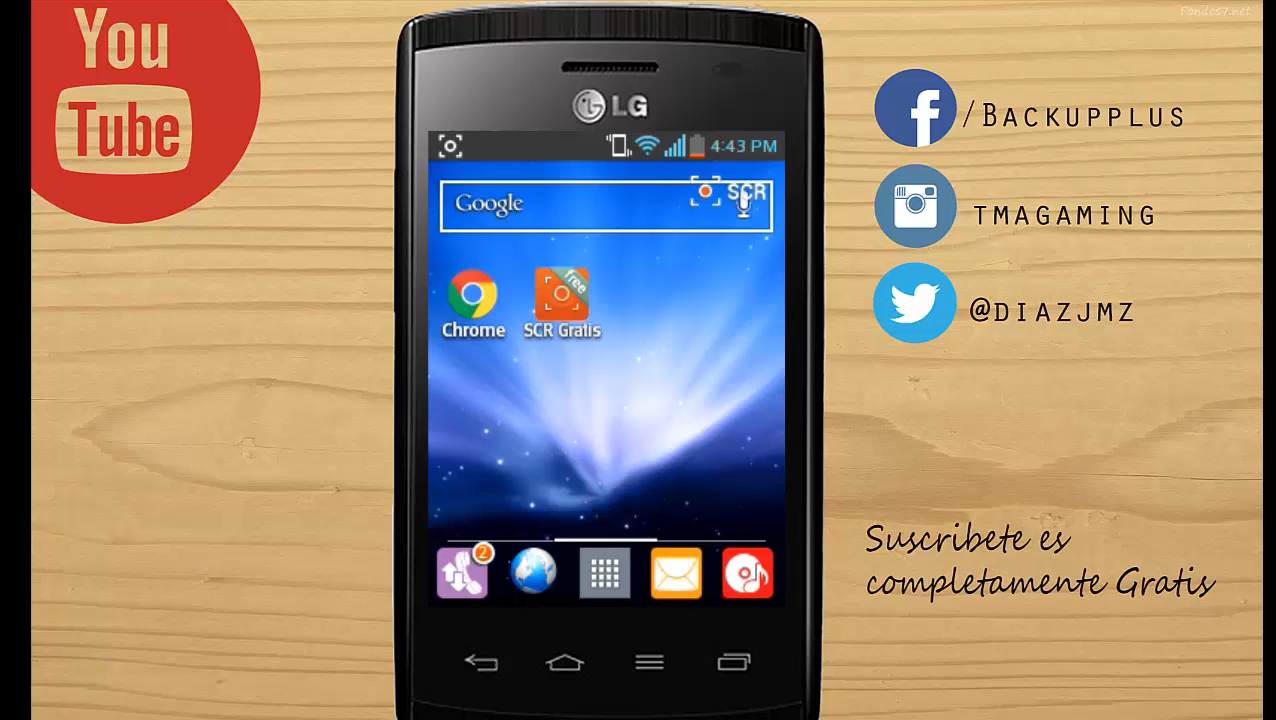 Fondos7.net
You
Tube
LG
4:43 PM
Google
SCR
Chrome
free
SCR Gratis
2
f
/BACKUPPLUS
TMAGAMING
@DIAZJMZ
Suscribete es
completamente Gratis